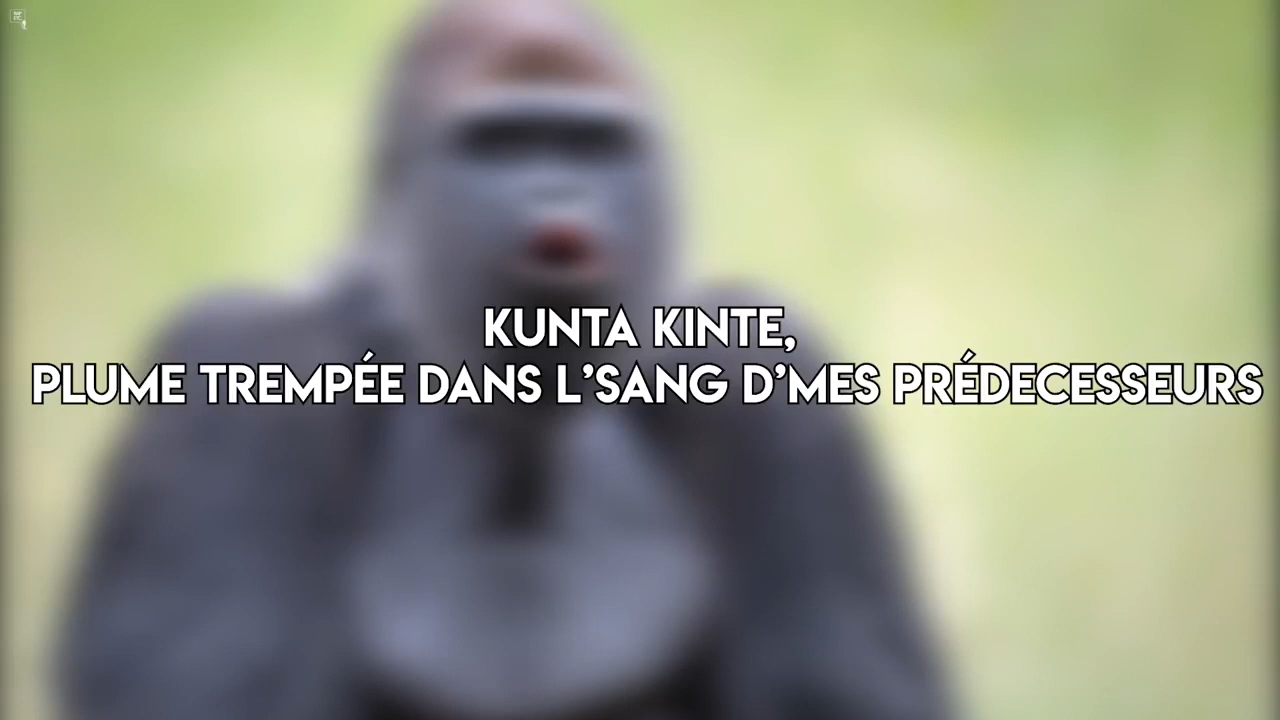 KUNTA KINTE,
PLUME TREMPÉE DANS L'SANG D'MES PRÉDECESSEURS